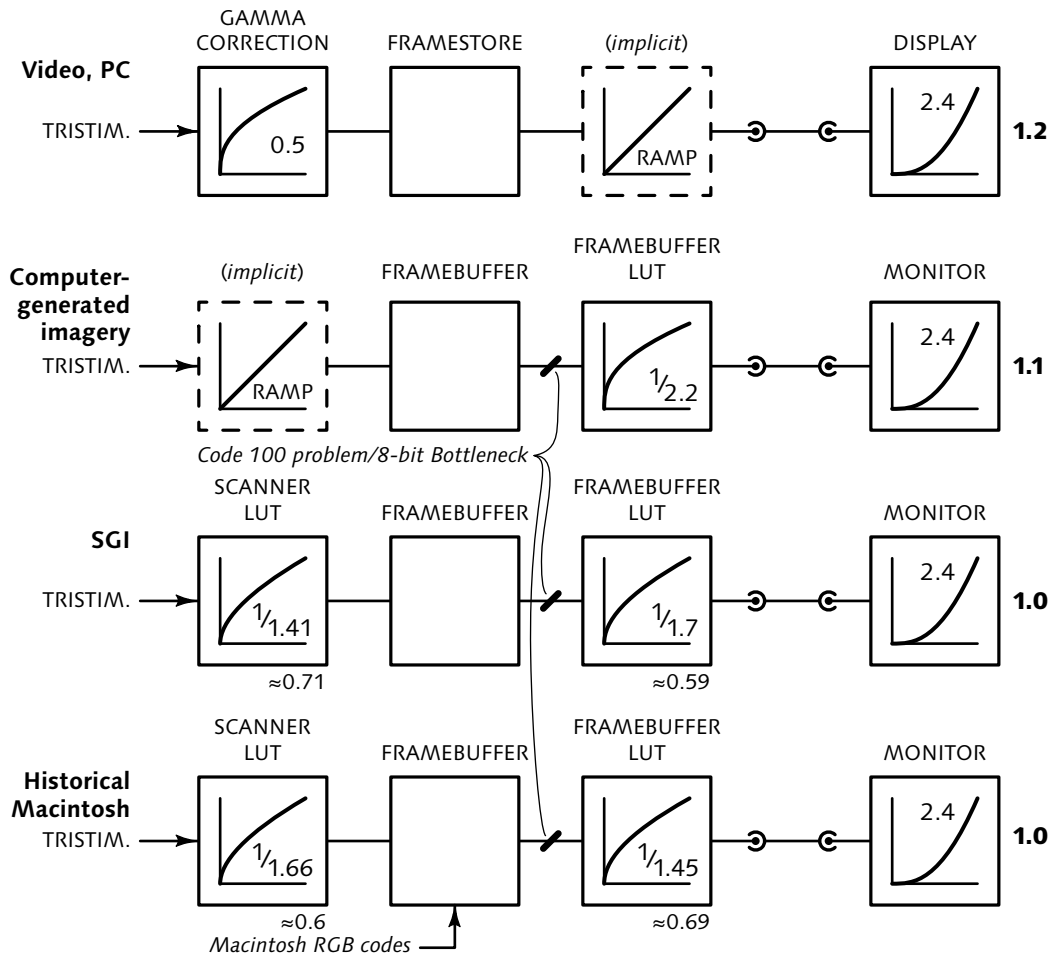 GAMMA
CORRECTION
FRAMESTORE
(implicit)
DISPLAY
Video, PC
TRISTIM.
0.5
RAMP
2.4
1.2
Computer-
generated
imagery
(implicit)
FRAMEBUFFER
FRAMEBUFFER
LUT
MONITOR
TRISTIM.
RAMP
1/2.2
2.4
1.1
Code 100 problem/8-bit Bottleneck
SCANNER
LUT
FRAMEBUFFER
FRAMEBUFFER
LUT
MONITOR
SGI
TRISTIM.
1/1.41
1/1.7
2.4
1.0
≈0.71
≈0.59
SCANNER
LUT
FRAMEBUFFER
FRAMEBUFFER
LUT
MONITOR
Historical
Macintosh
TRISTIM.
1/1.66
1/1.45
2.4
1.0
≈0.6
≈0.69
Macintosh RGB codes